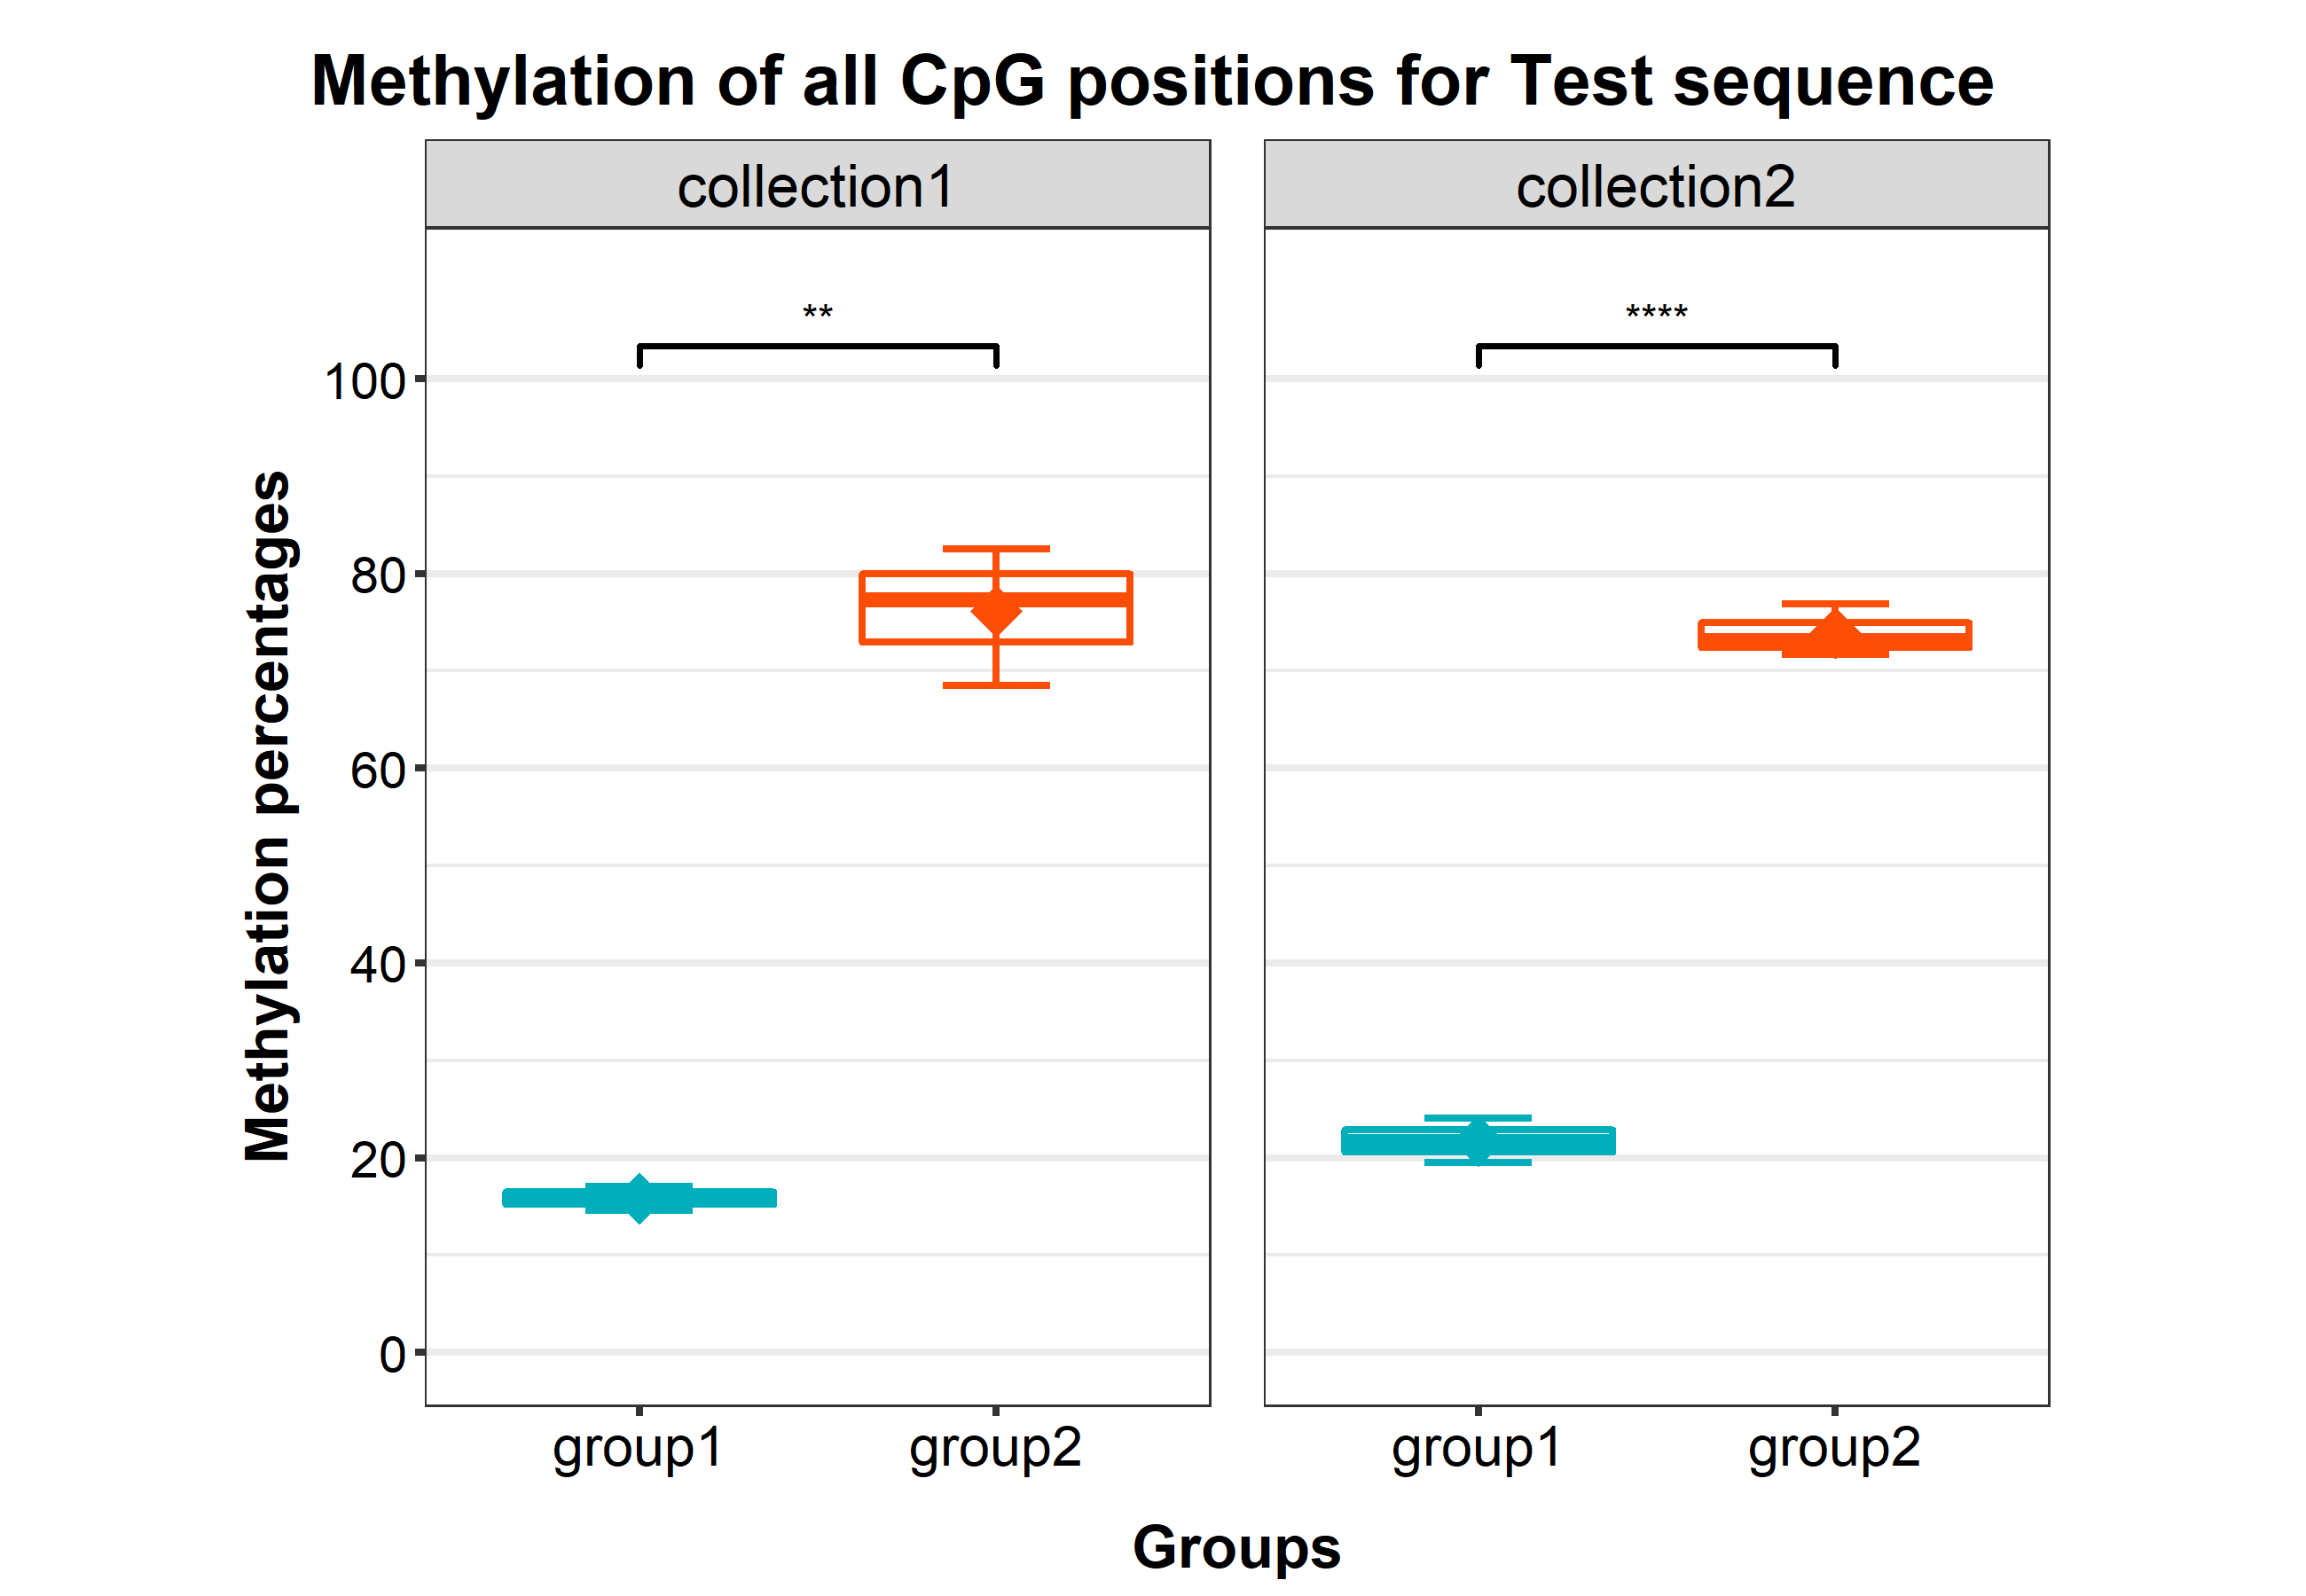 Methylation of all CpG positions for Test sequence
collection1
collection2
**
****
Methylation percentages
100
80
60
40
20
0
group1
group2
group1
group2
Groups